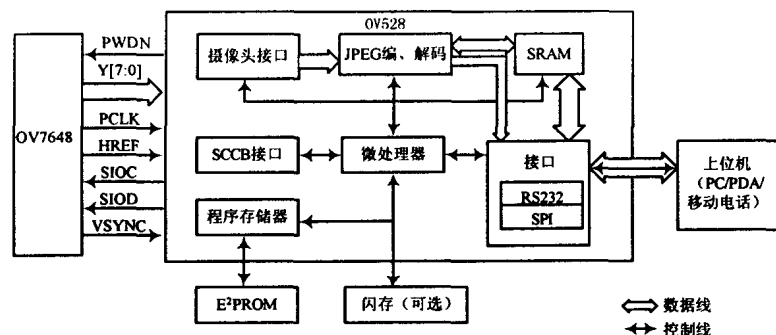 OV528
PWDN
Y[7:0]
PCLK
HREF
SIOC
SIOD
VSYNC
OV7648
摄像头接口
JPEG编、解码
SRAM
SCCB接口
微处理器
接口
RS232
SPI
程序存储器
上位机
（PC/PDA/
移动电话）
E²PROM
闪存（可选）
数据线
控制线